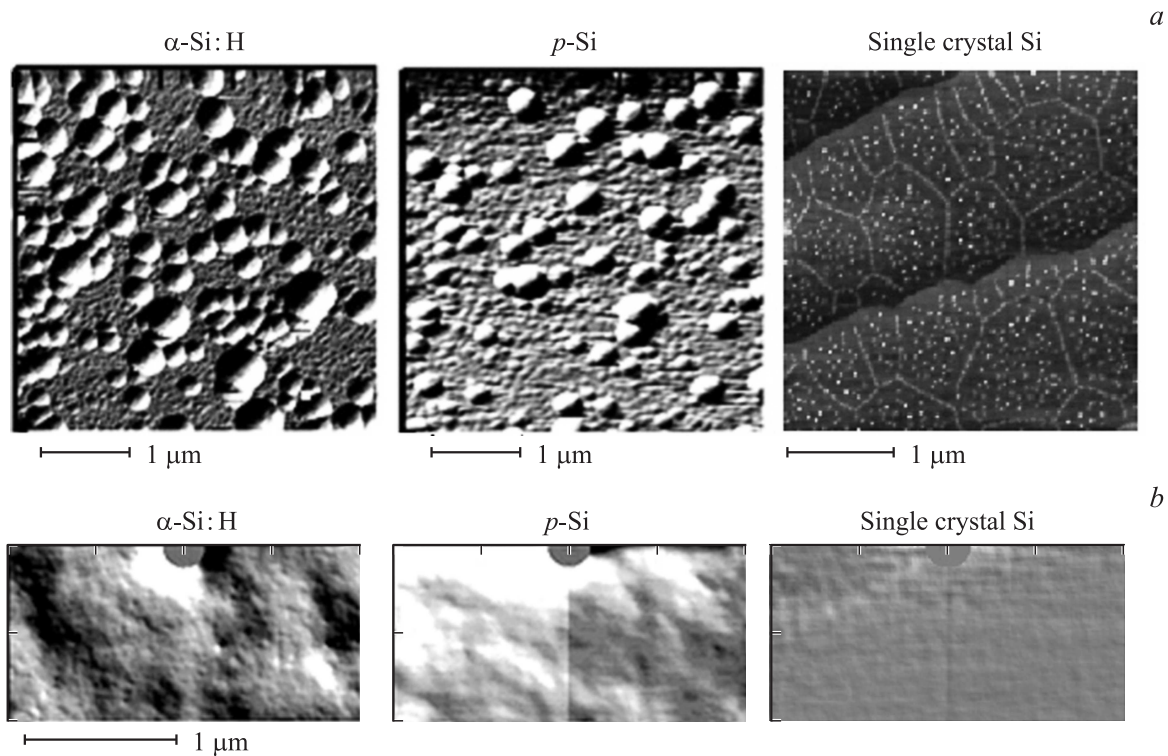 a
α-Si:H p-Si Single crystal Si
1 μm 1 μm 1 μm
b
α-Si:H p-Si Single crystal Si
1 μm